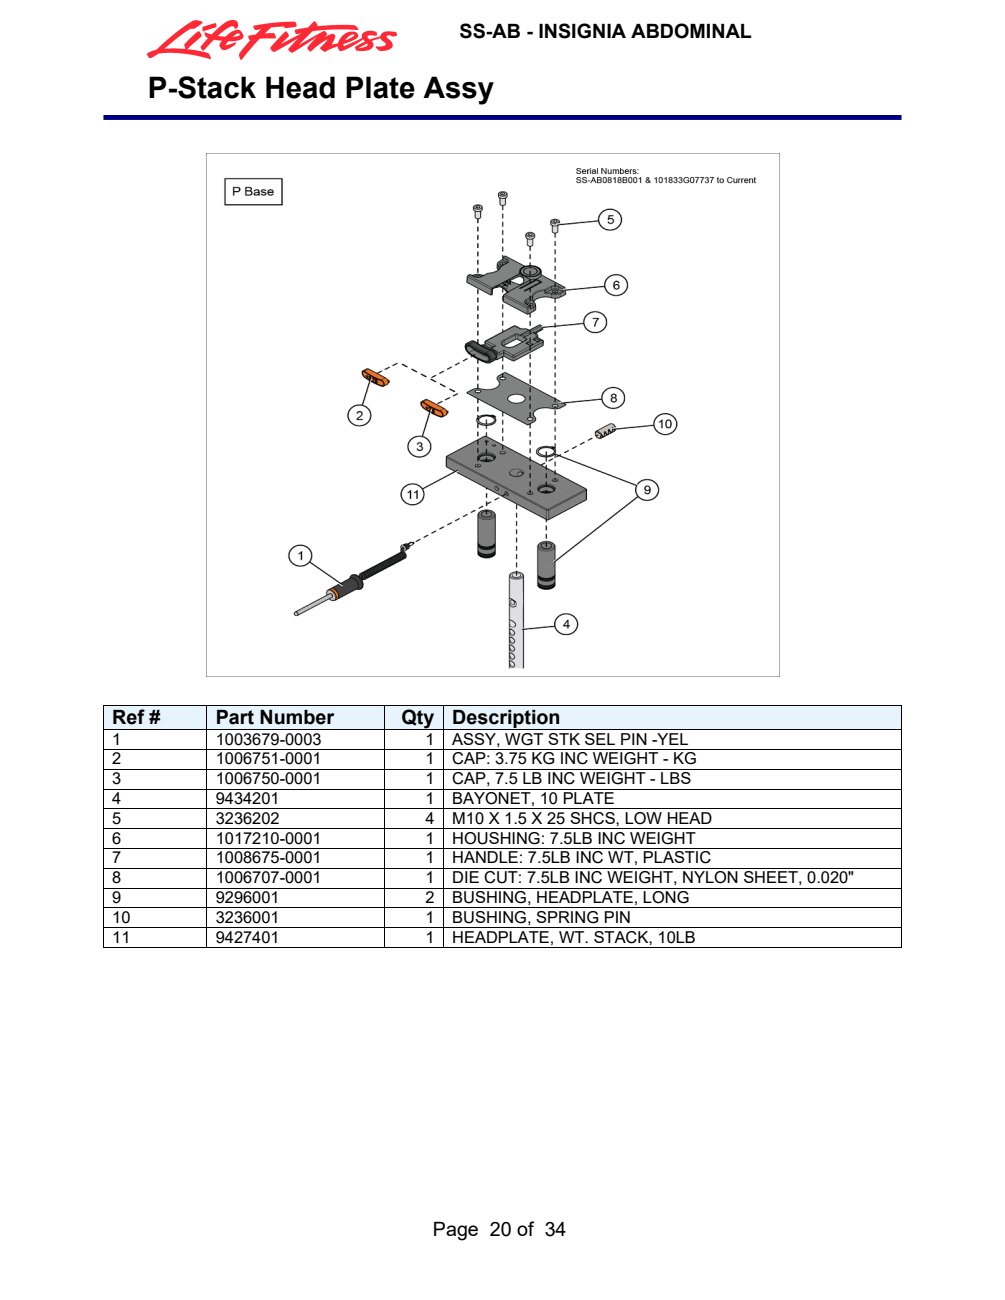 Life Fitness
SS-AB - INSIGNIA ABDOMINAL
P-Stack Head Plate Assy
P Base
Serial Numbers:
SS-AB0818B001 & 101833G07737 to Current
5
6
7
8
2
10
3
9
11
1
4
Ref # Part Number Qty Description
1 1003679-0003 1 ASSY, WGT STK SEL PIN -YEL
2 1006751-0001 1 CAP: 3.75 KG INC WEIGHT - KG
3 1006750-0001 1 CAP, 7.5 LB INC WEIGHT - LBS
4 9434201 1 BAYONET, 10 PLATE
5 3236202 4 M10 X 1.5 X 25 SHCS, LOW HEAD
6 1017210-0001 1 HOUSHING: 7.5LB INC WEIGHT
7 1008675-0001 1 HANDLE: 7.5LB INC WT, PLASTIC
8 1006707-0001 1 DIE CUT: 7.5LB INC WEIGHT, NYLON SHEET, 0.020"
9 9296001 2 BUSHING, HEADPLATE, LONG
10 3236001 1 BUSHING, SPRING PIN
11 9427401 1 HEADPLATE, WT. STACK, 10LB
Page 20 of 34